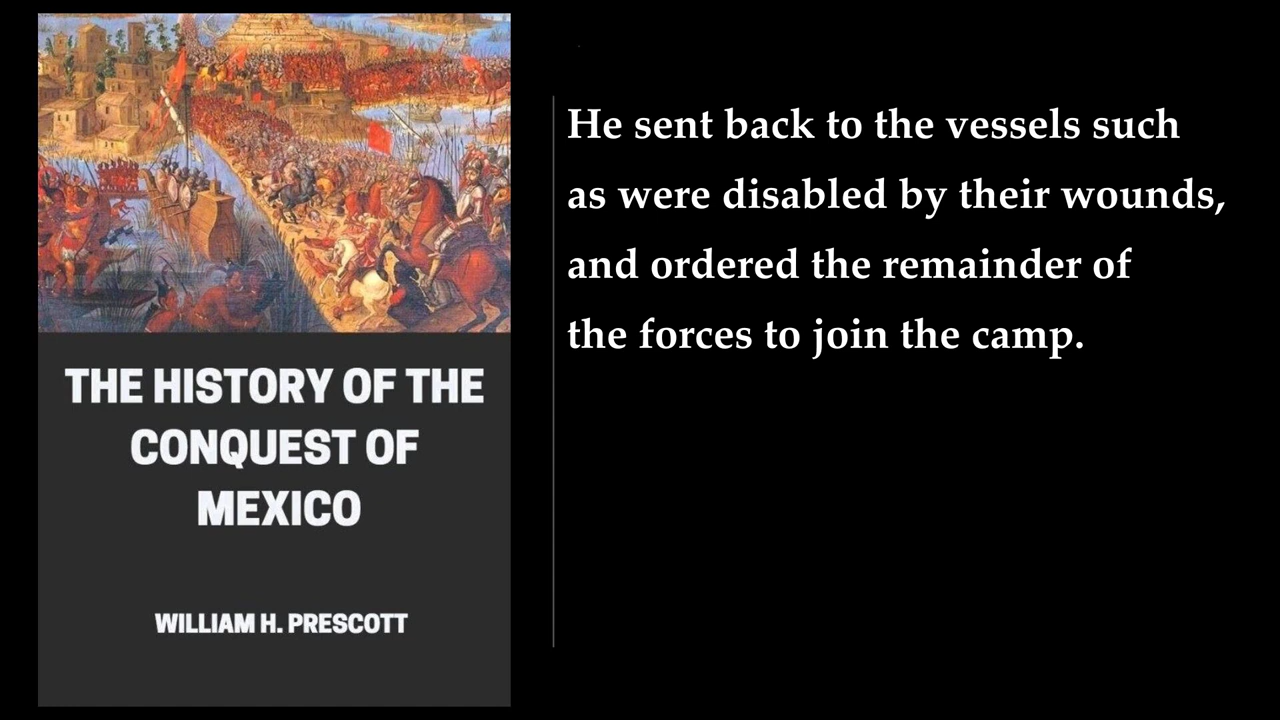 THE HISTORY OF THE
CONQUEST OF
MEXICO
WILLIAM H. PRESCOTT
He sent back to the vessels such
as were disabled by their wounds,
and ordered the remainder of
the forces to join the camp.